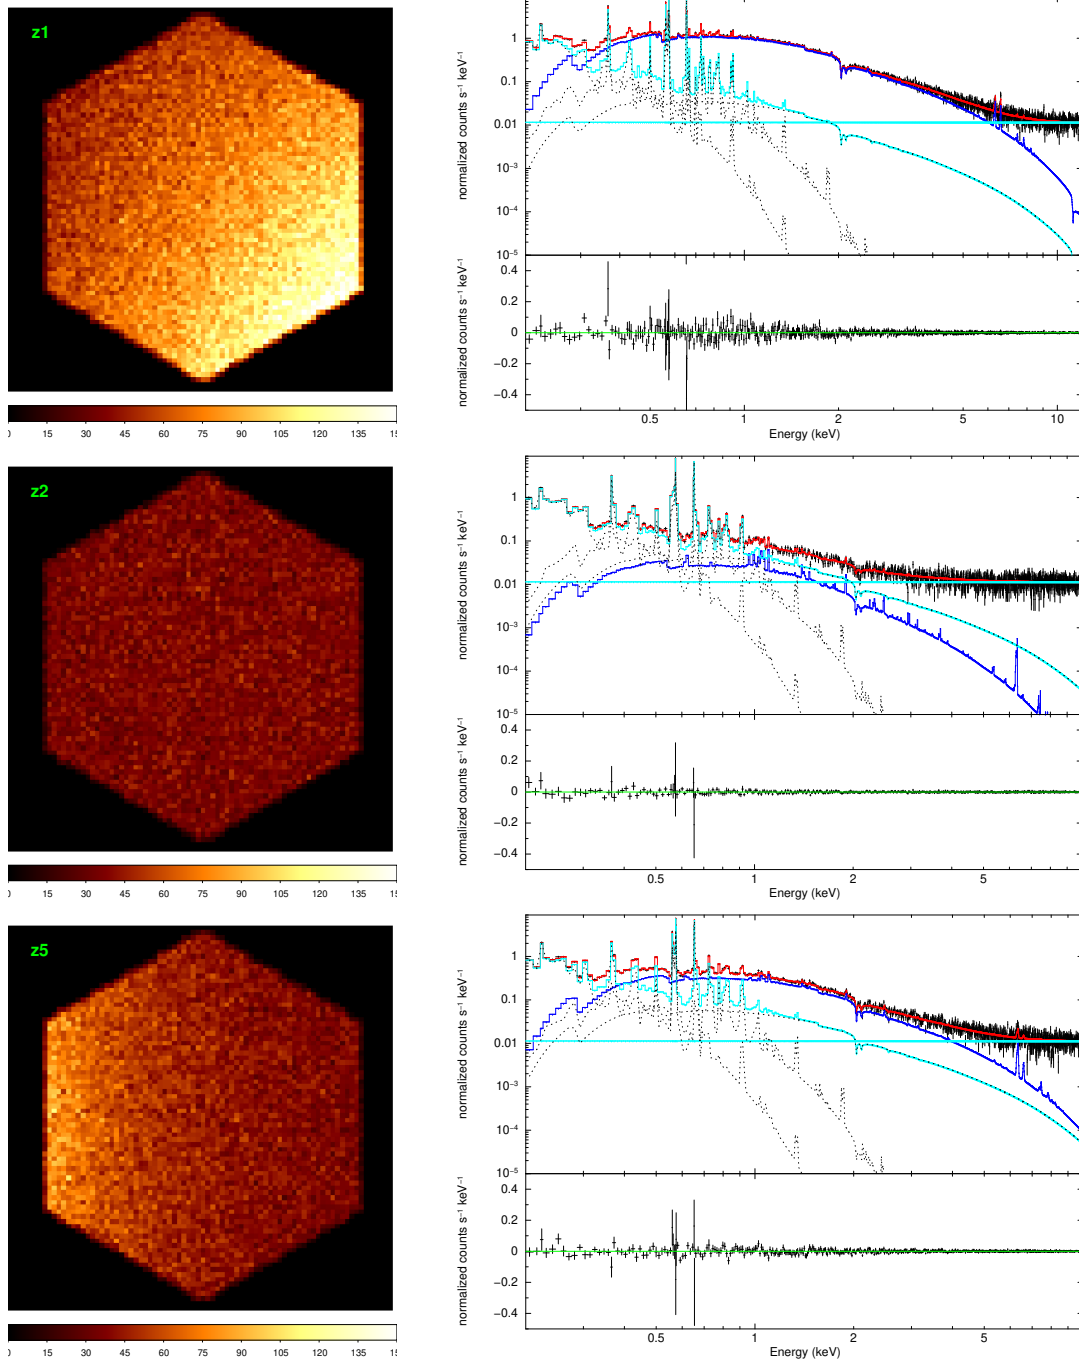 z1
1
0.1
0.01
10⁻³
10⁻⁴
10⁻⁵
normalized counts s⁻¹ keV⁻¹
0.4
0.2
0
−0.2
−0.4
normalized counts s⁻¹ keV⁻¹
0.5 1 2 5 10
Energy (keV)
15 30 45 60 75 90 105 120 135
z2
1
0.1
0.01
10⁻³
10⁻⁴
10⁻⁵
normalized counts s⁻¹ keV⁻¹
0.4
0.2
0
−0.2
−0.4
normalized counts s⁻¹ keV⁻¹
0.5 1 2 5
Energy (keV)
15 30 45 60 75 90 105 120 135
z5
1
0.1
0.01
10⁻³
10⁻⁴
10⁻⁵
normalized counts s⁻¹ keV⁻¹
0.4
0.2
0
−0.2
−0.4
normalized counts s⁻¹ keV⁻¹
0.5 1 2 5
Energy (keV)
15 30 45 60 75 90 105 120 135